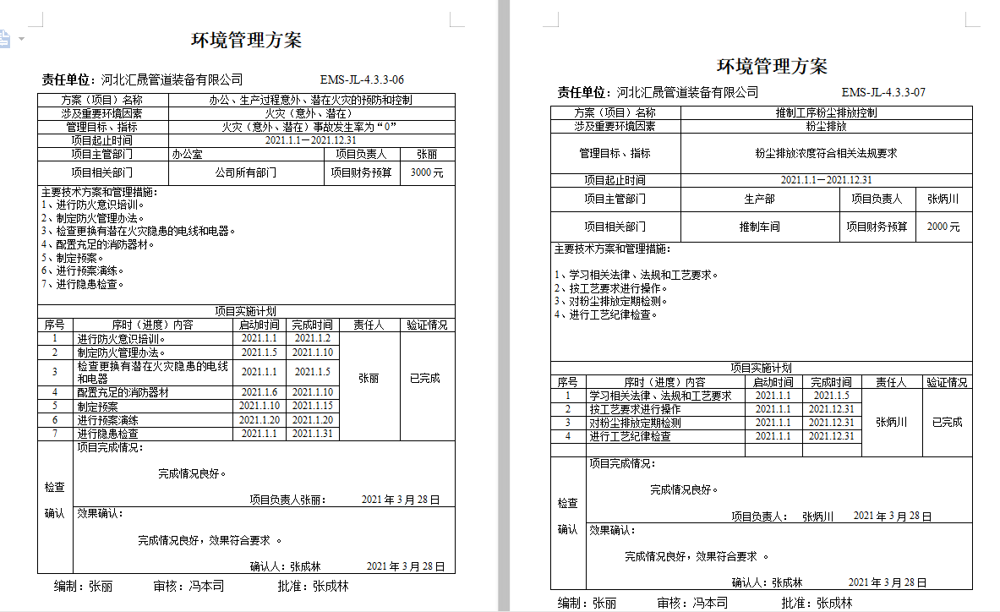 环境管理方案
责任单位：河北汇晟管道装备有限公司 EMS-JL-4.3.3-06
方案（项目）名称 办公、生产过程意外、潜在火灾的预防和控制
涉及重要环境因素 火灾（意外、潜在）
管理目标、指标 火灾（意外、潜在）事故发生率为“0”
项目起止时间 2021.1.1－2021.12.31
项目主管部门 办公室 项目负责人 张丽
项目相关部门 公司所有部门 项目财务预算 3000 元
主要技术方案和管理措施：
1、进行防火意识培训。
2、制定防火管理办法。
3、检查更换有潜在火灾隐患的电线和电器。
4、配置充足的消防器材。
5、制定预案。
6、进行预案演练。
7、进行隐患检查。
项目实施计划
序号 序时（进度）内容 启动时间 完成时间 责任人 验证情况
1 进行防火意识培训。 2021.1.1 2021.1.2
2 制定防火管理办法。 2021.1.5 2021.1.10
3 检查更换有潜在火灾隐患的电线
和电器 2021.1.1 2021.1.5
张丽 已完成
4 配置充足的消防器材 2021.1.6 2021.1.10
5 制定预案 2021.1.10 2021.1.15
6 进行预案演练 2021.1.20 2021.1.20
7 进行隐患检查 2021.1.1 2021.1.31
检查
确认
项目完成情况：
完成情况良好。
项目负责人张丽： 2021 年 3 月 28 日
效果确认：
完成情况良好，效果符合要求 。
确认人：张成林 2021 年 3 月 28 日
编制：张丽 审核：冯本司 批准：张成林
环境管理方案
责任单位：河北汇晟管道装备有限公司 EMS-JL-4.3.3-07
方案（项目）名称 推制工序粉尘排放控制
涉及重要环境因素 粉尘排放
管理目标、指标 粉尘排放浓度符合相关法规要求
项目起止时间 2021.1.1－2021.12.31
项目主管部门 生产部 项目负责人 张炳川
项目相关部门 推制车间 项目财务预算 2000 元
主要技术方案和管理措施：
1、学习相关法律、法规和工艺要求。
2、按工艺要求进行操作。
3、对粉尘排放定期检测。
4、进行工艺纪律检查。
项目实施计划
序号 序时（进度）内容 启动时间 完成时间 责任人 验证情况
1 学习相关法律、法规和工艺要求 2021.1.1 2021.1.5
2 按工艺要求进行操作 2021.1.1 2021.12.31
3 对粉尘排放定期检测 2021.1.1 2021.12.31 张炳川 已完成
4 进行工艺纪律检查 2021.1.1 2021.12.31
检查
确认
项目完成情况：
完成情况良好。
项目负责人： 张炳川 2021 年 3 月 28 日
效果确认：
完成情况良好，效果符合要求 。
确认人：张成林 2021 年 3 月 28 日
编制：张丽 审核：冯本司 批准：张成林